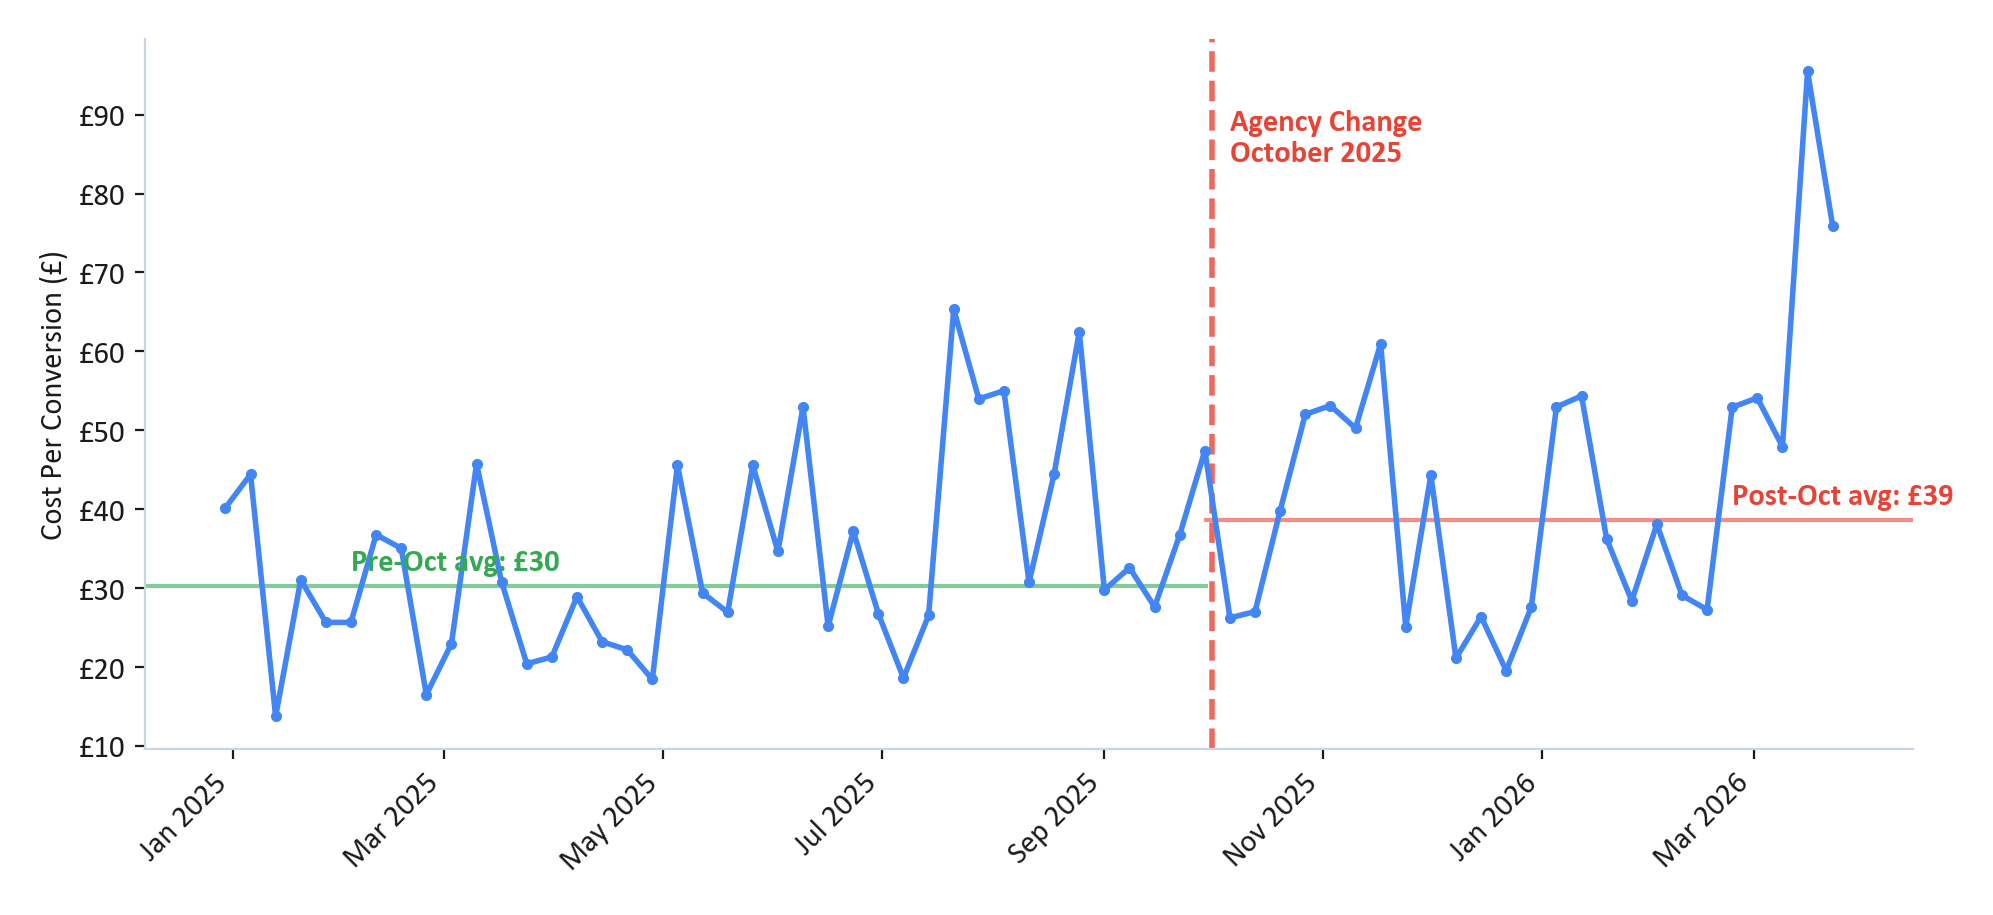 £90
£80
£70
£60
£50
£40
£30
£20
£10
Cost Per Conversion (£)
Agency Change
October 2025
Pre-Oct avg: £30
Post-Oct avg: £39
Jan 2025
Mar 2025
May 2025
Jul 2025
Sep 2025
Nov 2025
Jan 2026
Mar 2026